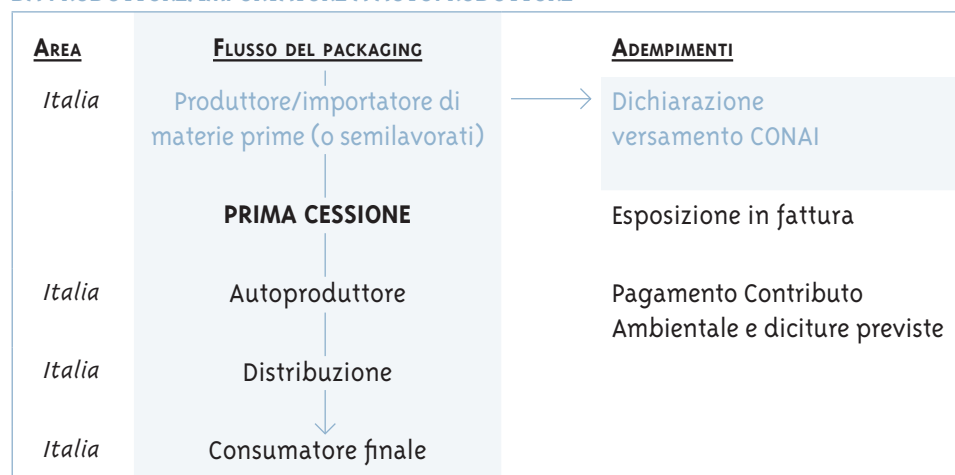 AREA FLUSSO DEL PACKAGING ADEMPIMENTI
Italia Produttore/importatore di Dichiarazione
materie prime (o semilavorati) versamento CONAI
PRIMA CESSIONE Esposizione in fattura
Italia Autoproduttore Pagamento Contributo
Ambientale e diciture previste
Italia Distribuzione
Italia Consumatore finale